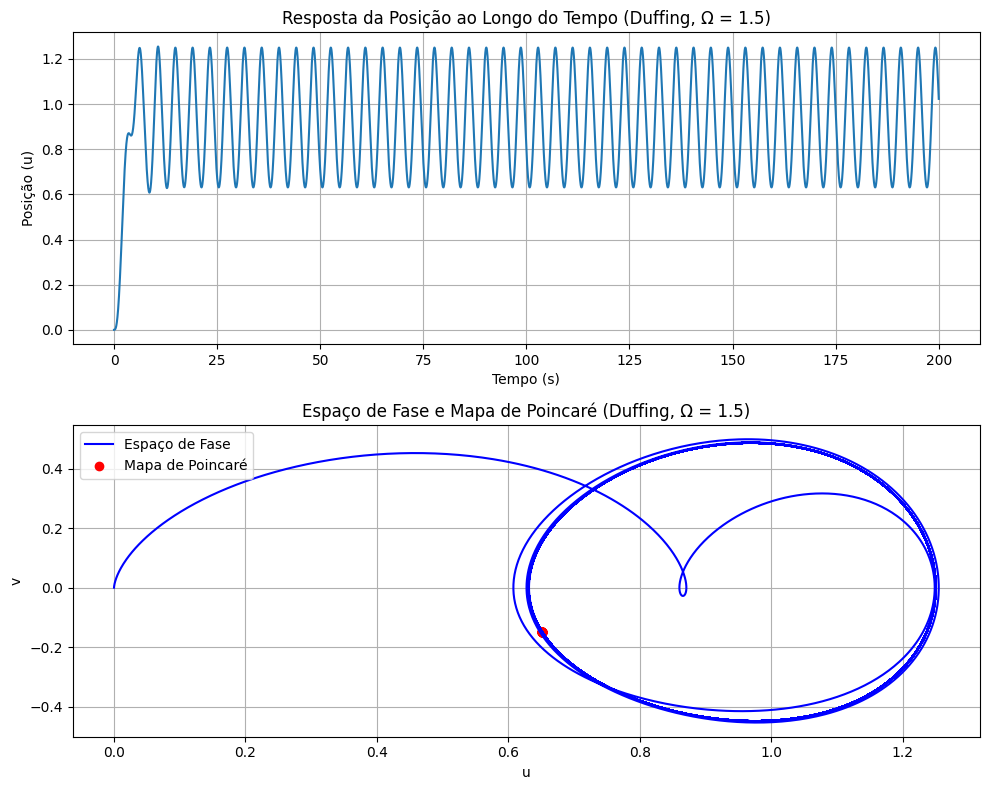 Resposta da Posição ao Longo do Tempo (Duffing, Ω = 1.5)
1.2
1.0
0.8
0.6
0.4
0.2
0.0
Posição (u)
0 25 50 75 100 125 150 175 200
Tempo (s)
Espaço de Fase e Mapa de Poincaré (Duffing, Ω = 1.5)
Espaço de Fase
Mapa de Poincaré
0.4
0.2
0.0
−0.2
−0.4
v
0.0 0.2 0.4 0.6 0.8 1.0 1.2
u